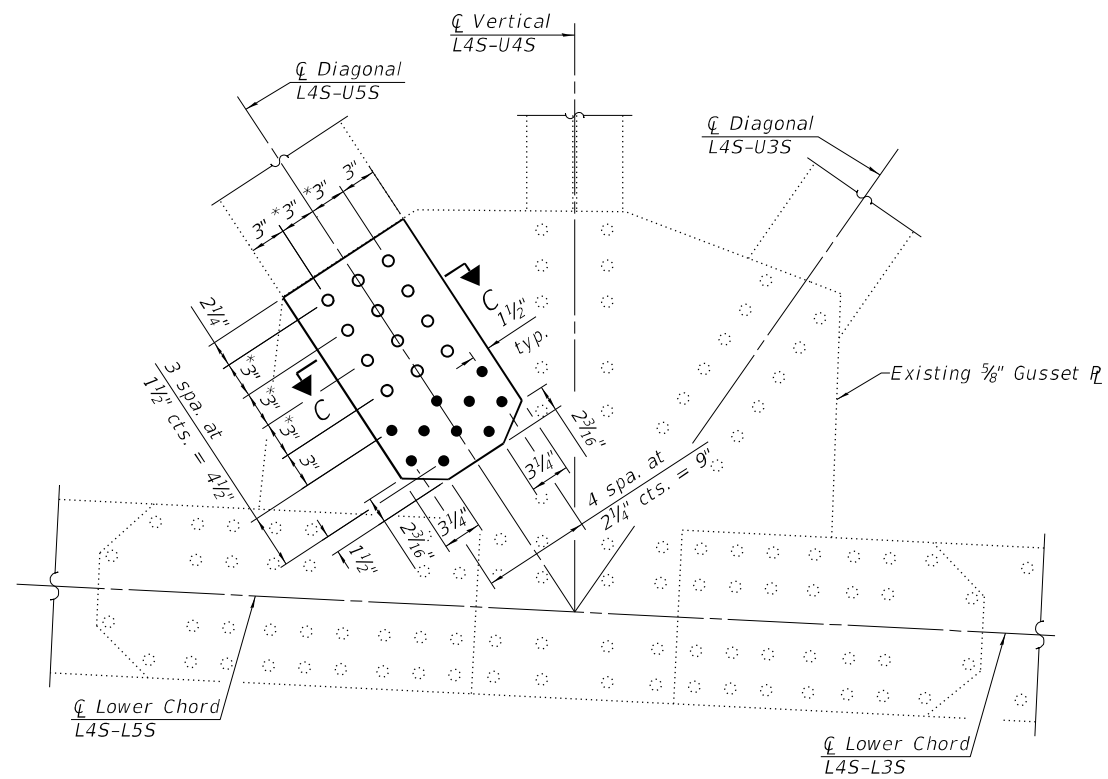 ℄ Vertical
L4S-U4S
℄ Diagonal
L4S-U5S
℄ Diagonal
L4S-U3S
3" *3" *3" 3"
C
1½"
typ.
2¼"
*3"
*3"
*3"
3"
3 spa. at
1½" cts. = 4½"
C
Existing ⅝" Gusset ⅊
2³⁄₁₆"
3¼"
4 spa. at
2¼" cts. = 9"
3¼"
2³⁄₁₆"
1½"
℄ Lower Chord
L4S-L5S
℄ Lower Chord
L4S-L3S